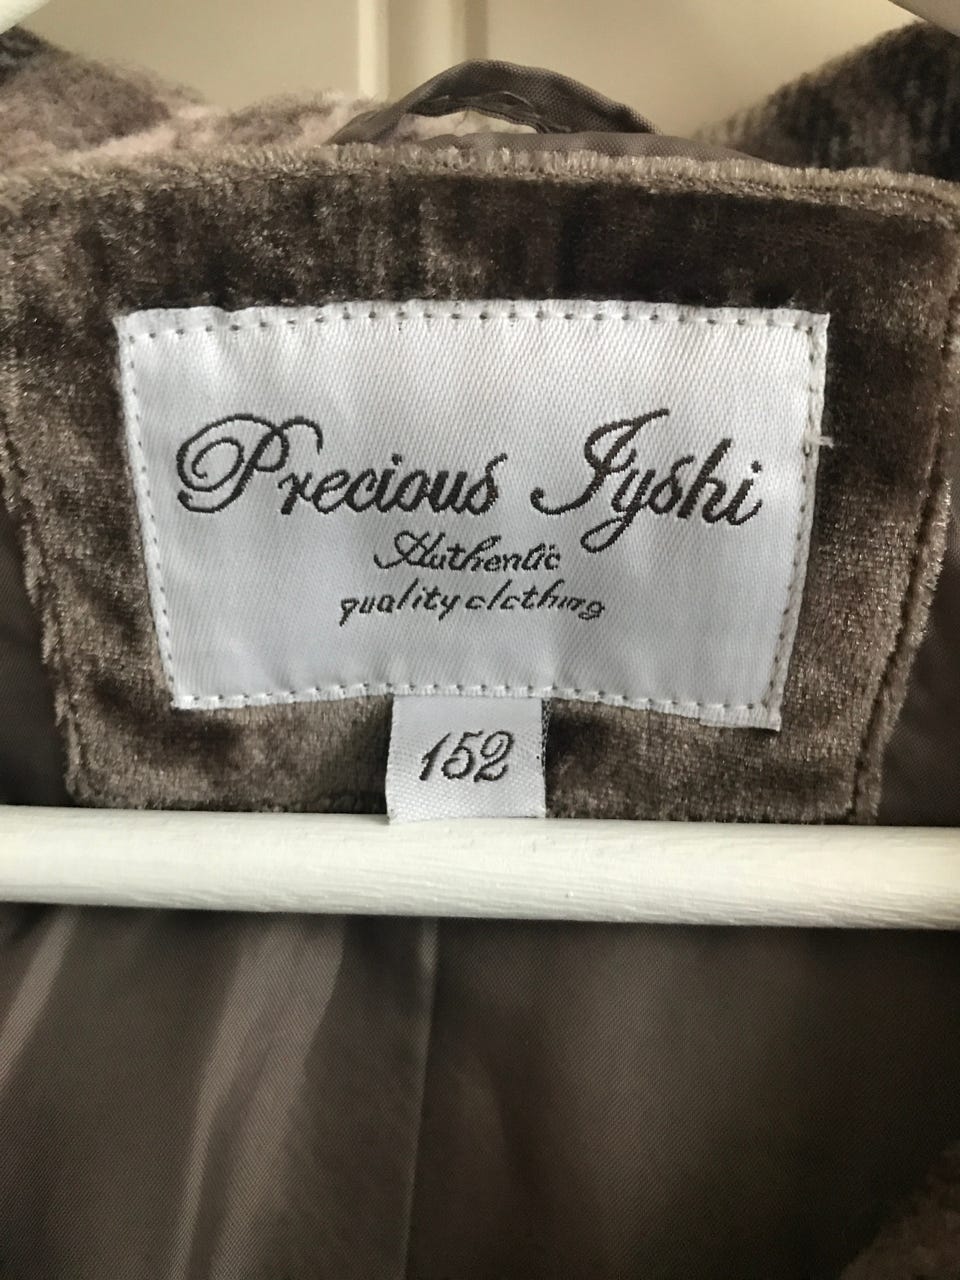 Precious Iyshi
Authentic
quality clothing
152